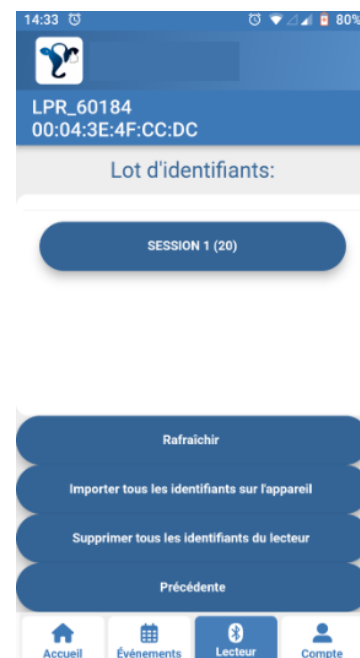 14:33 80%
LPR_60184
00:04:3E:4F:CC:DC
Lot d'identifiants:
SESSION 1 (20)
Rafraîchir
Importer tous les identifiants sur l'appareil
Supprimer tous les identifiants du lecteur
Précédente
Accueil Événements Lecteur Compte